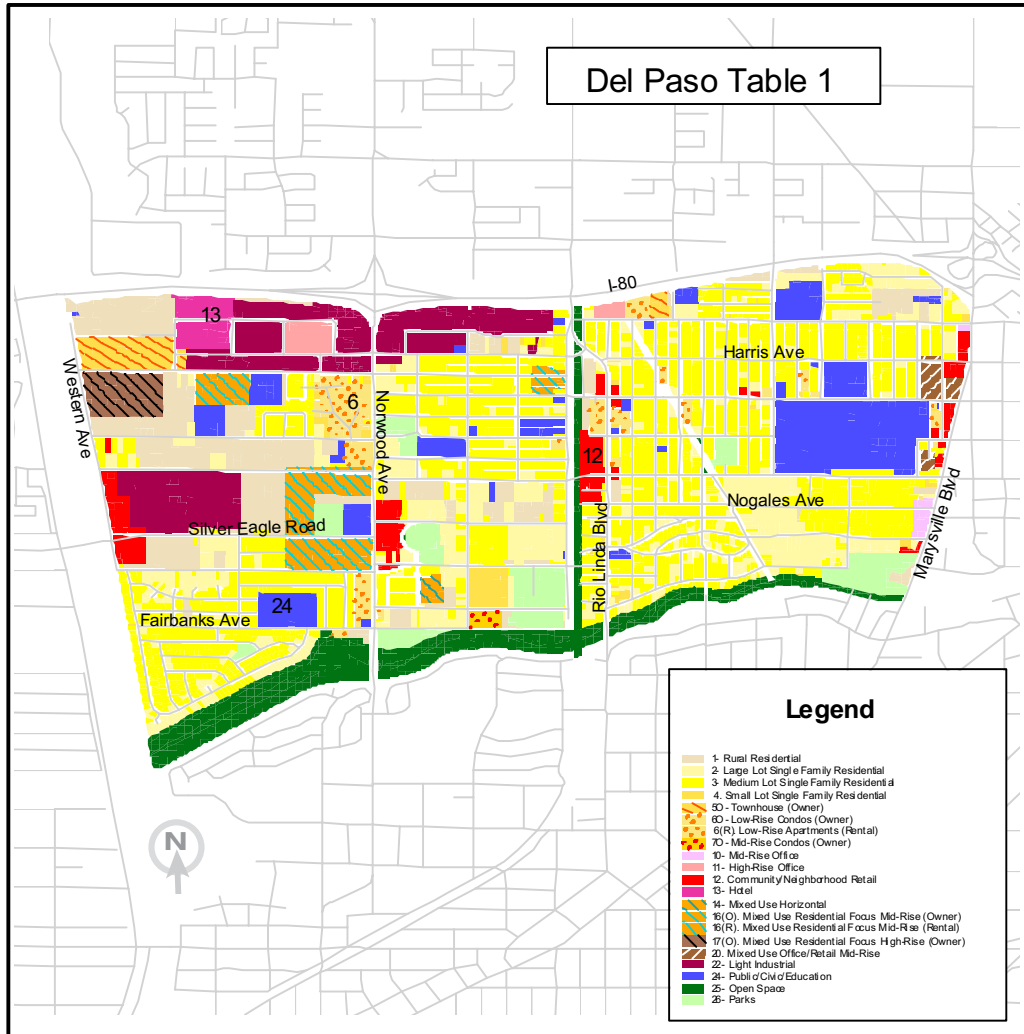 Del Paso Table 1
I-80
13
Harris Ave
Western Ave
6
Norwood Ave
12
Nogales Ave
Silver Eagle Road
Rio Linda Blvd
Marysville Blvd
24
Fairbanks Ave
Legend
1- Rural Residential
2- Large Lot Single Family Residential
3- Medium Lot Single Family Residential
4. Small Lot Single Family Residential
5O - Townhouse (Owner)
6O - Low-Rise Condos (Owner)
6(R). Low-Rise Apartments (Rental)
7O - Mid-Rise Condos (Owner)
10- Mid-Rise Office
11- High-Rise Office
12. Community/Neighborhood Retail
13- Hotel
14- Mixed Use Horizontal
16(O). Mixed Use Residential Focus Mid-Rise (Owner)
16(R). Mixed Use Residential Focus Mid-Rise (Rental)
17(O). Mixed Use Residential Focus High-Rise (Owner)
20. Mixed Use Office/Retail Mid-Rise
22- Light Industrial
24- Public/Civic/Education
25- Open Space
26- Parks
N